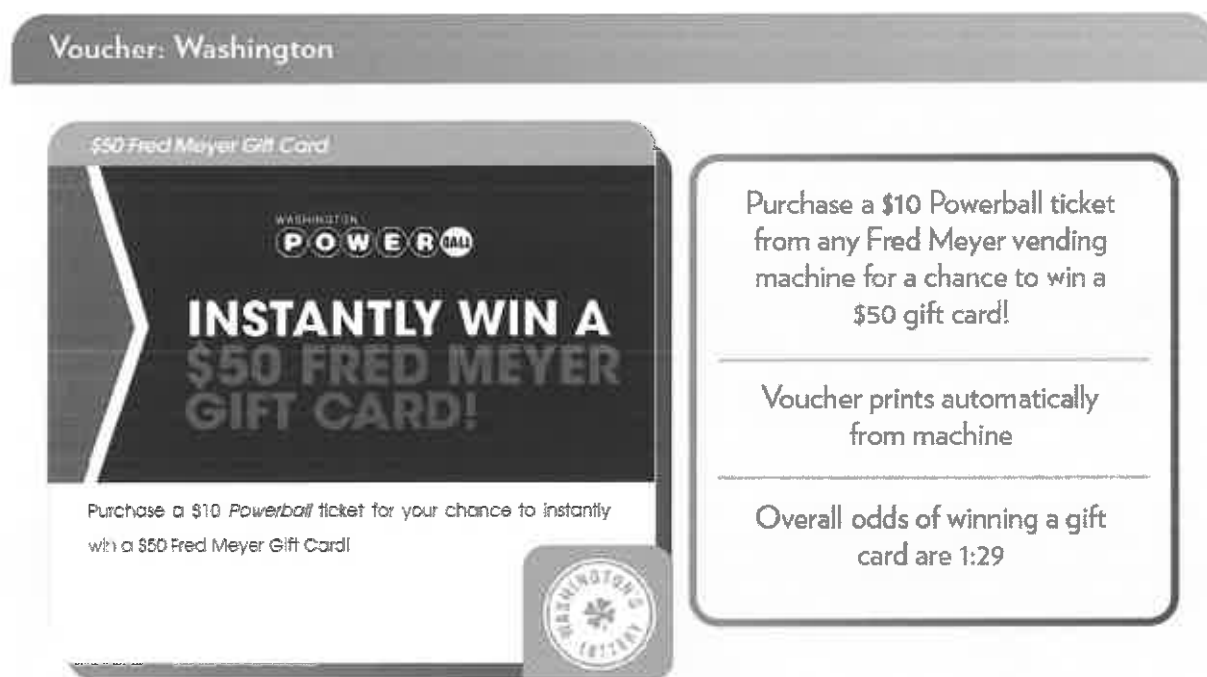 Voucher: Washington
$50 Fred Meyer Gift Card
WASHINGTON
POWERBALL
INSTANTLY WIN A
$50 FRED MEYER
GIFT CARD!
Purchase a $10 Powerball ticket for your chance to instantly
win a $50 Fred Meyer Gift Card!
WASHINGTON'S LOTTERY
Purchase a $10 Powerball ticket
from any Fred Meyer vending
machine for a chance to win a
$50 gift card!
Voucher prints automatically
from machine
Overall odds of winning a gift
card are 1:29